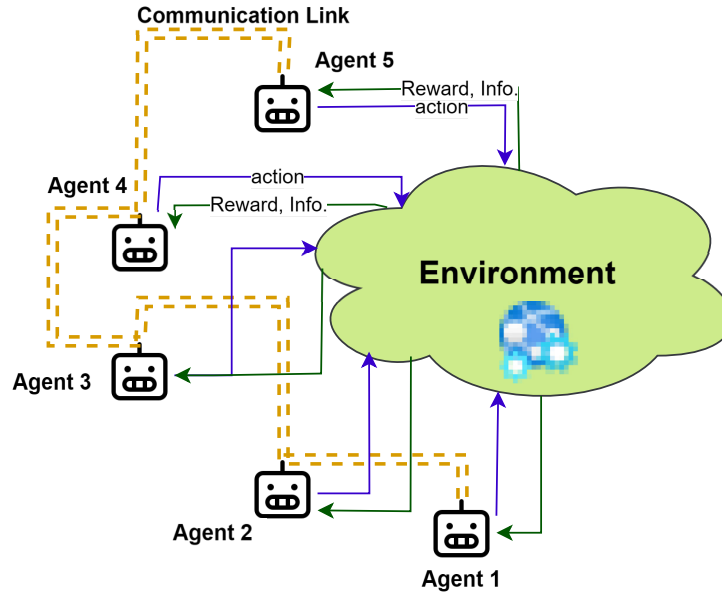 Communication Link
Agent 5
Reward, Info.
action
Agent 4
action
Reward, Info.
Environment
Agent 3
Agent 2
Agent 1